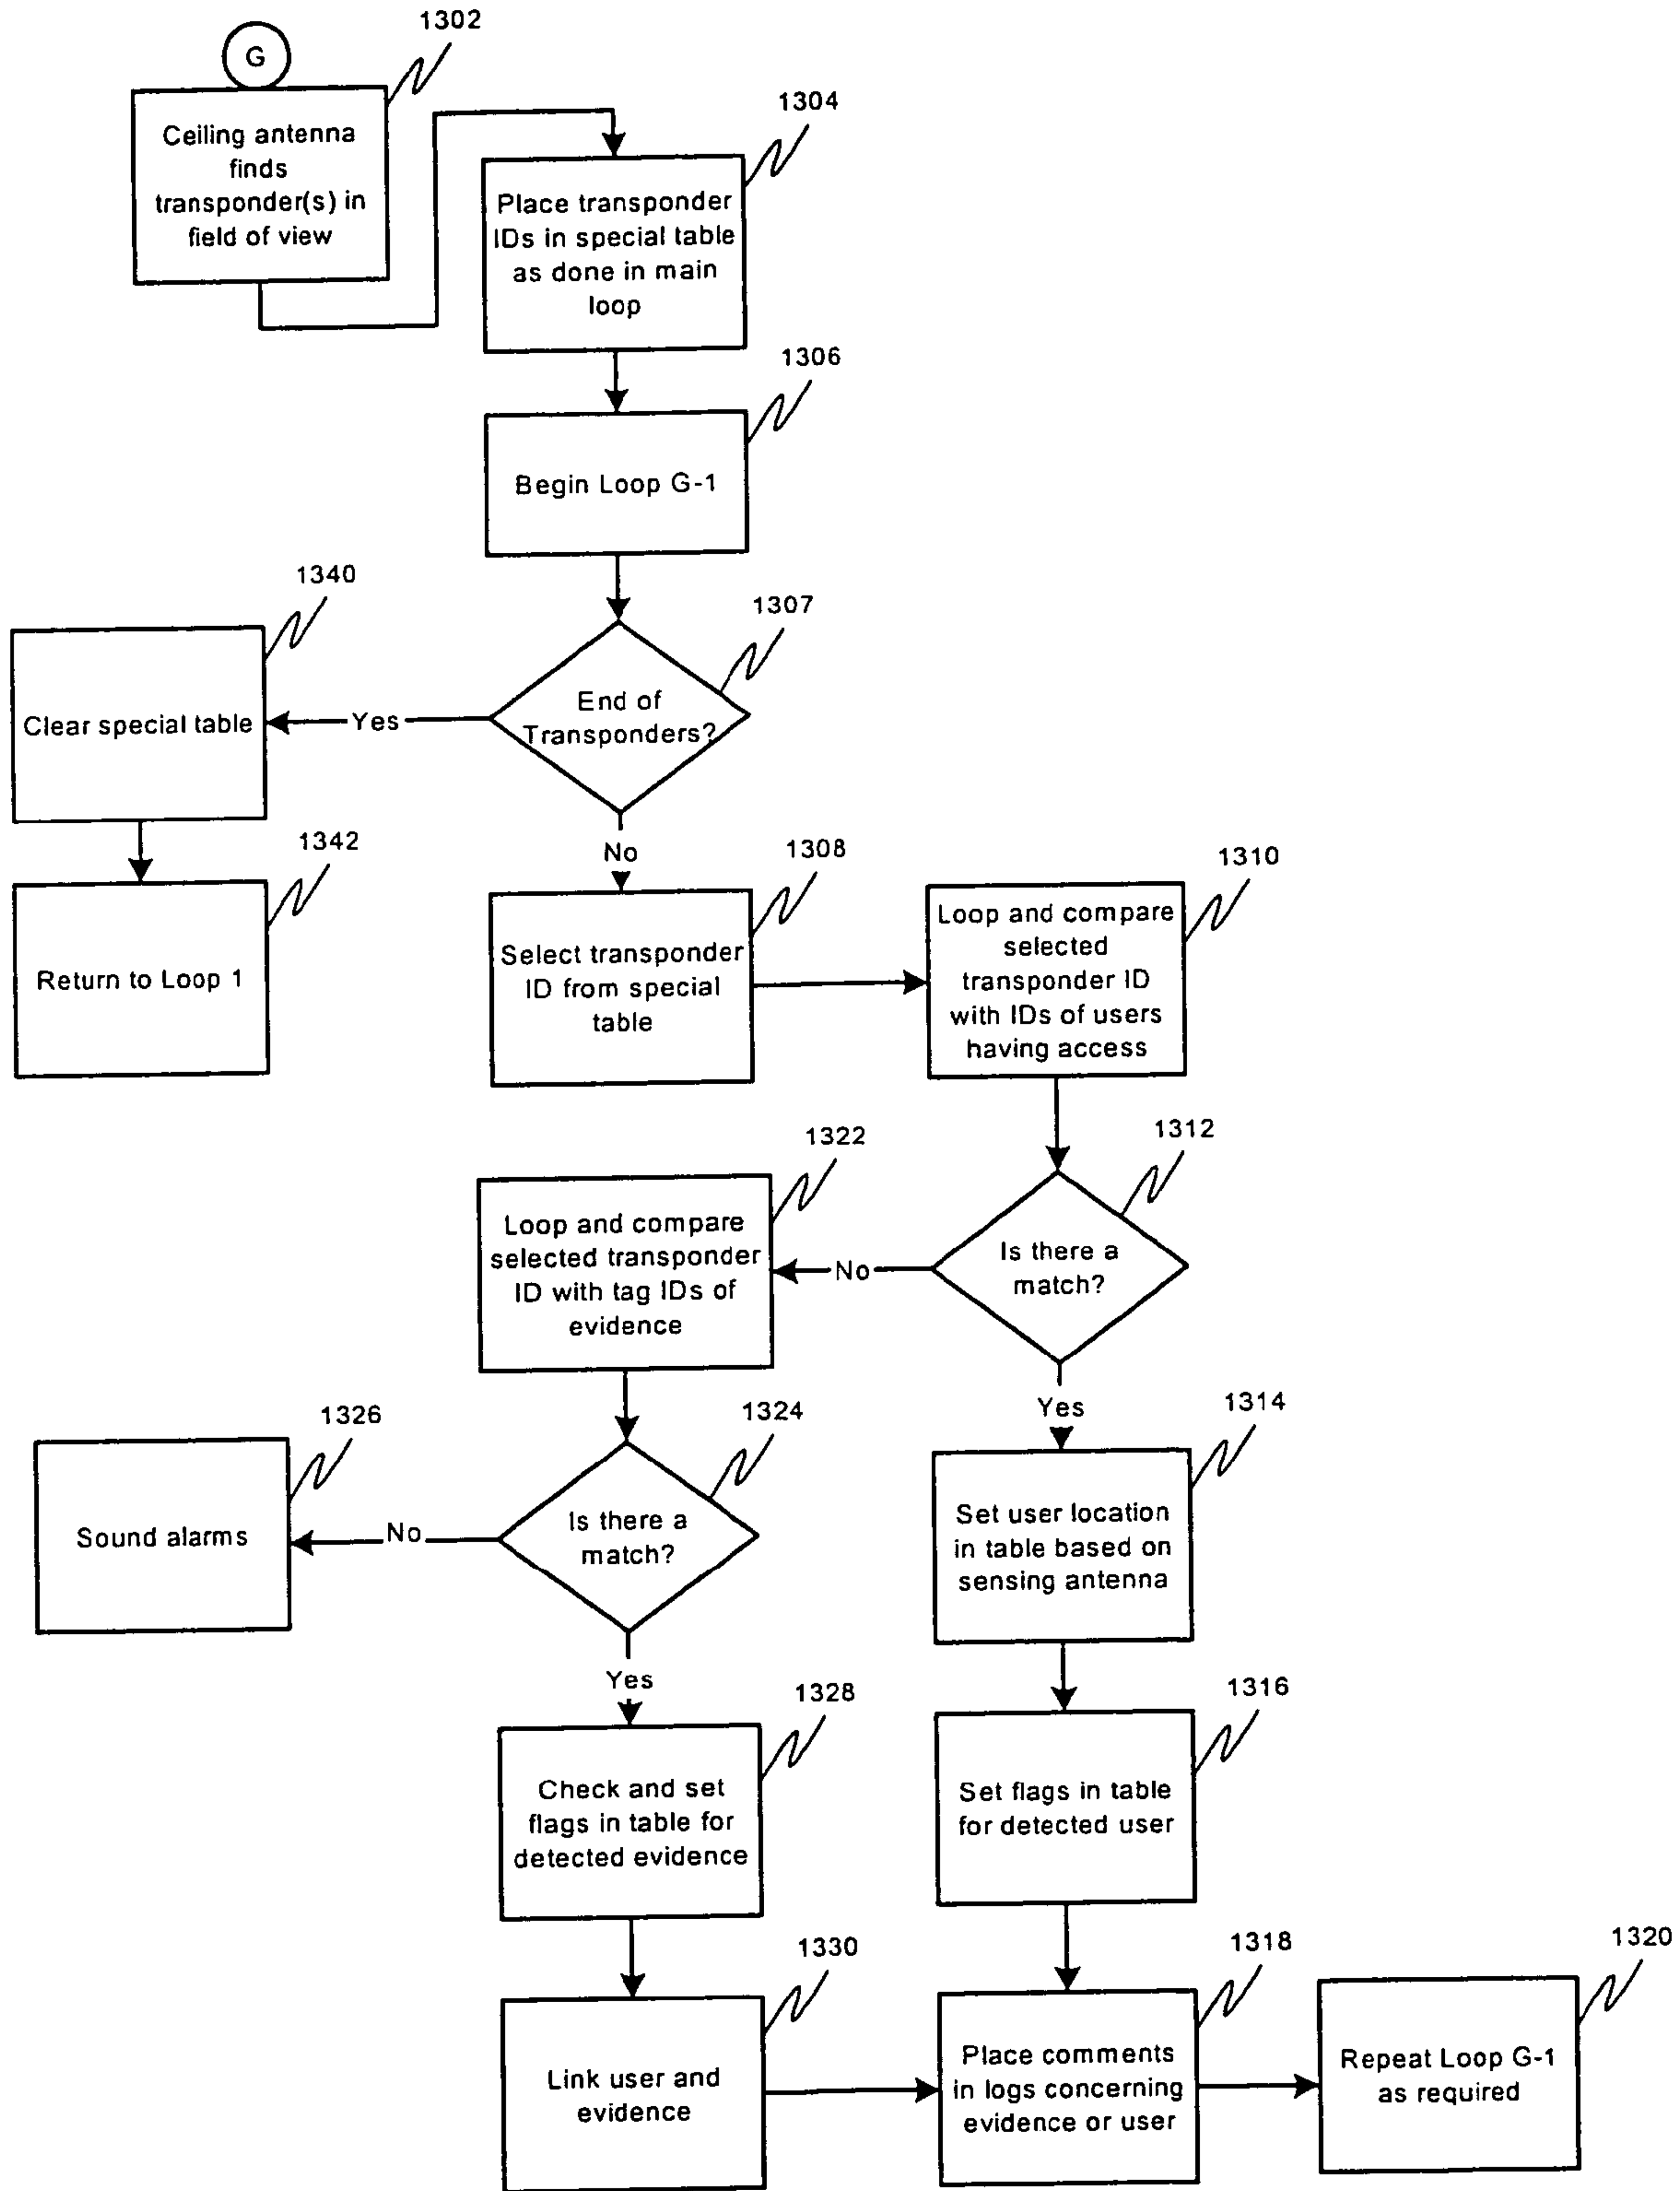 1302
G
Ceiling antenna
finds
transponder(s) in
field of view
1304
Place transponder
IDs in special table
as done in main
loop
1306
Begin Loop G-1
1340
1307
Clear special table
Yes
End of
Transponders?
1342
No
1308
1310
Return to Loop 1
Select transponder
ID from special
table
Loop and compare
selected
transponder ID
with IDs of users
having access
1322
1312
Loop and compare
selected transponder
ID with tag IDs of
evidence
No
Is there a
match?
1326
1324
Yes
1314
Sound alarms
No
Is there a
match?
Set user location
in table based on
sensing antenna
Yes
1328
1316
Check and set
flags in table for
detected evidence
Set flags in table
for detected user
1330
1318
1320
Link user and
evidence
Place comments
in logs concerning
evidence or user
Repeat Loop G-1
as required